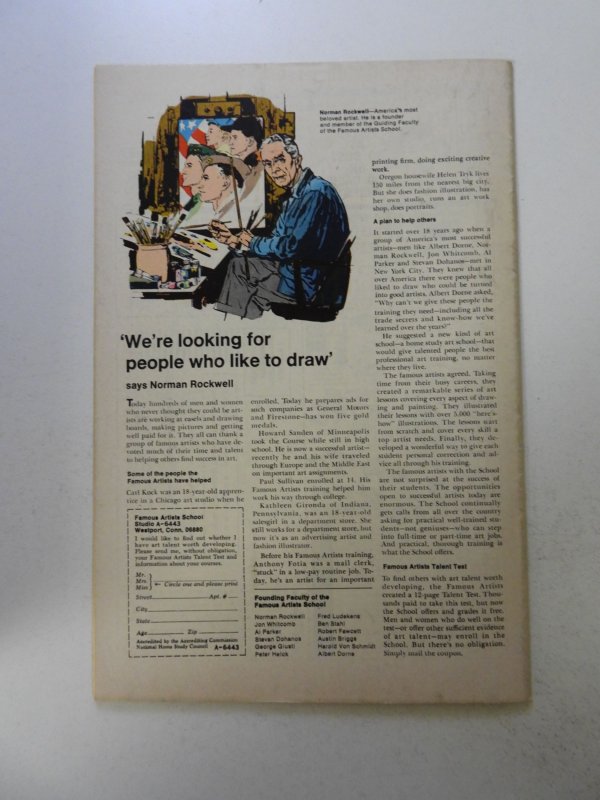 Norman Rockwell—America's most
beloved artist. He is a founder
and member of the Guiding Faculty
of the Famous Artists School.
'We're looking for
people who like to draw'
says Norman Rockwell
Today hundreds of men and women
who never thought they could be art-
ists are working at easels and drawing
boards, making pictures and getting
well paid for it. They all can thank a
group of famous artists who have de-
voted much of their time and talent
to helping others find success in art.
Some of the people the
Famous Artists have helped
Carl Kock was an 18-year-old appren-
tice in a Chicago art studio when he
enrolled. Today he prepares ads for
such companies as General Motors
and Firestone—has won five gold
medals.
Howard Sanden of Minneapolis
took the Course while still in high
school. He is now a successful artist—
recently he and his wife traveled
through Europe and the Middle East
on important art assignments.
Paul Sullivan enrolled at 14. His
Famous Artists training helped him
work his way through college.
Kathleen Gironda of Indiana,
Pennsylvania, was an 18-year-old
salesgirl in a department store. She
still works for a department store, but
now it's as an advertising artist and
fashion illustrator.
Before his Famous Artists training,
Anthony Fotia was a mail clerk,
"stuck" in a low-pay routine job. To-
day, he's an artist for an important
printing firm, doing exciting creative
work.
Oregon housewife Helen Tryk lives
150 miles from the nearest big city.
But she does fashion illustration, has
her own studio, runs an art work
shop, does portraits.
A plan to help others
It started over 18 years ago when a
group of America's most successful
artists—men like Albert Dorne, Nor-
man Rockwell, Jon Whitcomb, Al
Parker and Stevan Dohanos—met in
New York City. They knew that all
over America there were people who
liked to draw who could be turned
into good artists. Albert Dorne asked,
"Why can't we give these people the
training they need—including all the
trade secrets and know-how we've
learned over the years?"
He suggested a new kind of art
school—a home study art school—that
would give talented people the best
professional art training, no matter
where they live.
The famous artists agreed. Taking
time from their busy careers, they
created a remarkable series of art
lessons covering every aspect of draw-
ing and painting. They illustrated
their lessons with over 5,000 "here's-
how" illustrations. The lessons start
from scratch and cover every skill a
top artist needs. Finally, they de-
veloped a wonderful way to give each
student personal correction and ad-
vice all through his training.
The famous artists with the School
are not surprised at the success of
their students. The opportunities
open to successful artists today are
enormous. The School continually
gets calls from all over the country
asking for practical well-trained stu-
dents—not geniuses—who can step
into full-time or part-time art jobs.
And practical, thorough training is
what the School offers.
Famous Artists Talent Test
To find others with art talent worth
developing, the Famous Artists
created a 12-page Talent Test. Thou-
sands paid to take this test, but now
the School offers and grades it free.
Men and women who do well on the
test—or offer other sufficient evidence
of art talent—may enroll in the
School. But there's no obligation.
Simply mail the coupon.
Famous Artists School
Studio A-6443
Westport, Conn. 06880
I would like to find out whether I
have art talent worth developing.
Please send me, without obligation,
your Famous Artists Talent Test and
information about your courses.
Mr.
Mrs. ← Circle one and please print
Miss
Street Apt. #
City
State
Age Zip
Accredited by the Accrediting Commission
National Home Study Council A-6443
Founding Faculty of the
Famous Artists School
Norman Rockwell Fred Ludekens
Jon Whitcomb Ben Stahl
Al Parker Robert Fawcett
Stevan Dohanos Austin Briggs
George Giusti Harold Von Schmidt
Peter Helck Albert Dorne